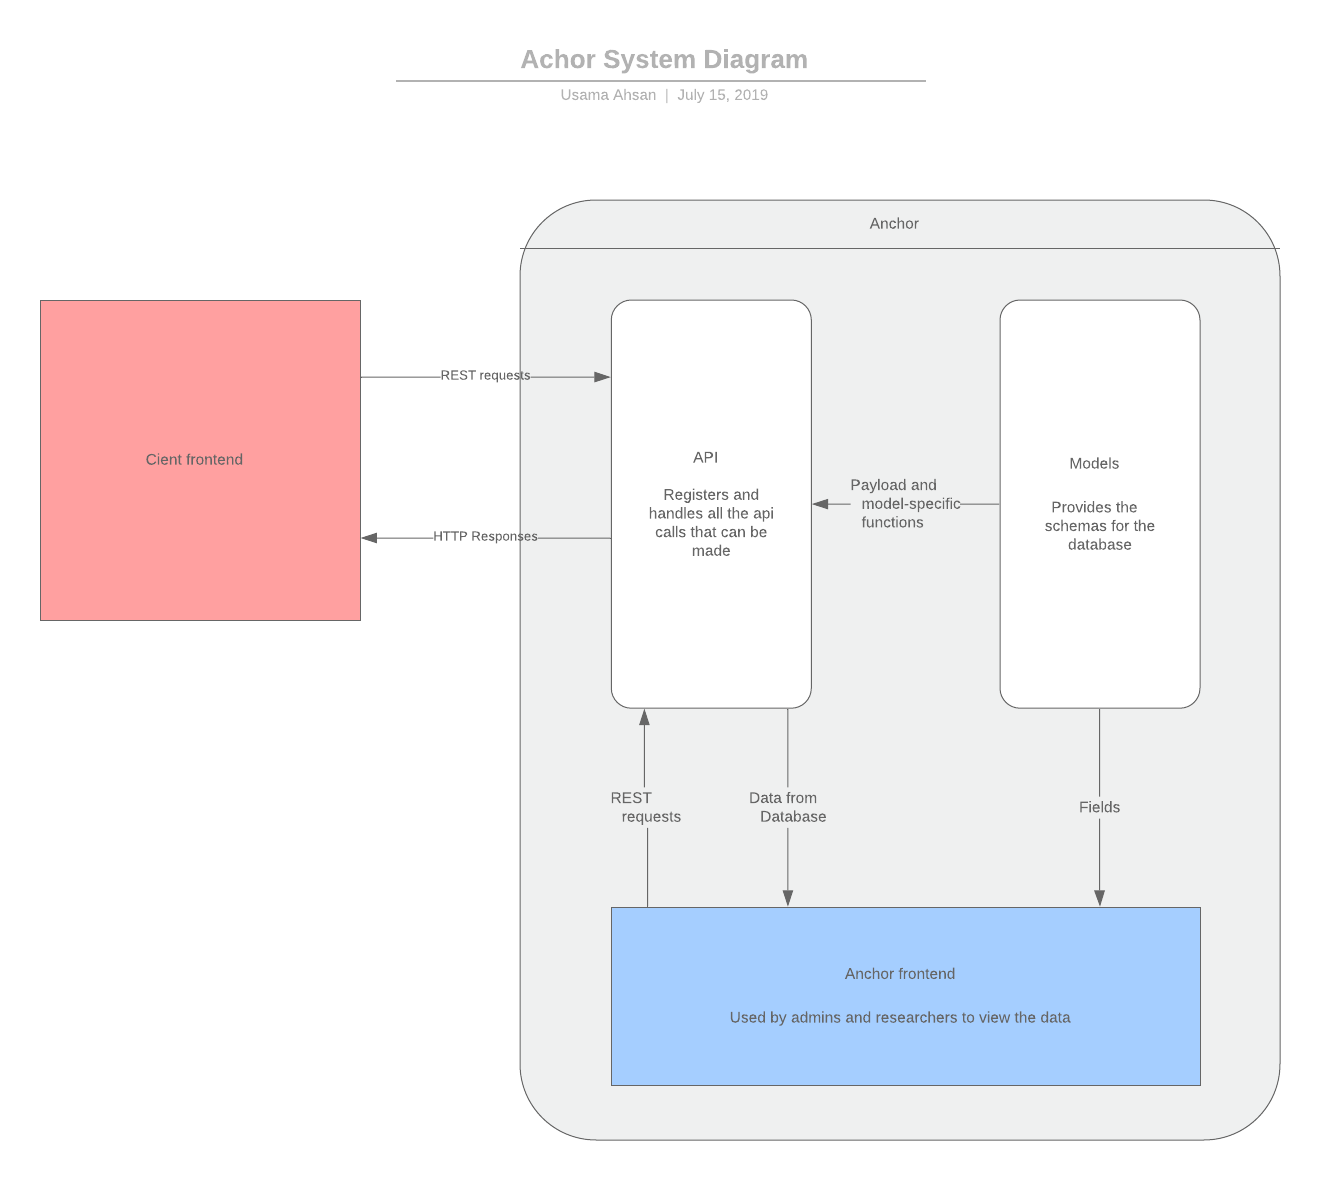 Achor System Diagram
Usama Ahsan | July 15, 2019
Anchor
REST requests
Cient frontend
HTTP Responses
API
Registers and
handles all the api
calls that can be
made
Payload and
model-specific
functions
Models
Provides the
schemas for the
database
REST
requests
Data from
Database
Fields
Anchor frontend
Used by admins and researchers to view the data